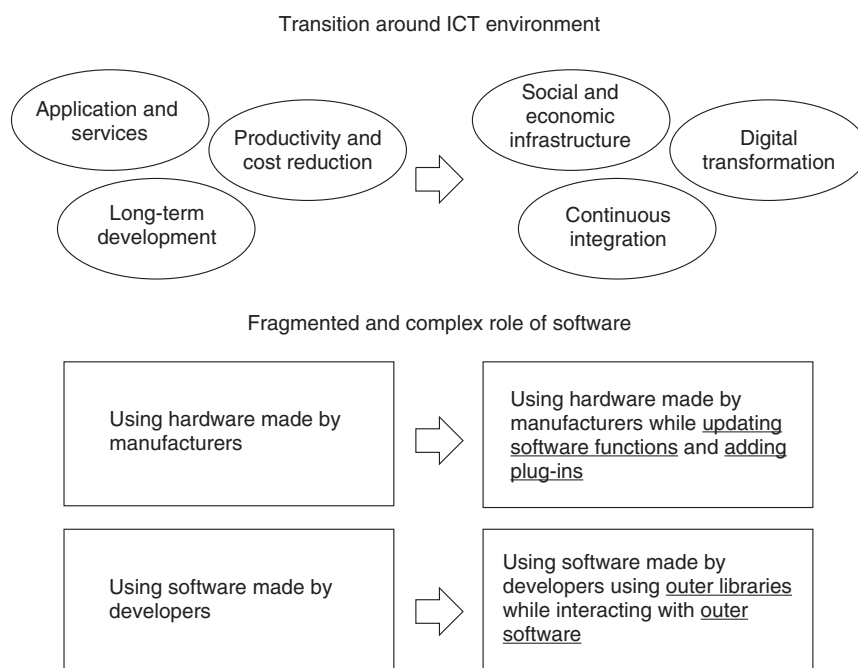 Transition around ICT environment
Application and
services
Productivity and
cost reduction
Long-term
development
Social and
economic
infrastructure
Digital
transformation
Continuous
integration
Fragmented and complex role of software
Using hardware made by
manufacturers
Using hardware made by
manufacturers while updating
software functions and adding
plug-ins
Using software made by
developers
Using software made by
developers using outer libraries
while interacting with outer
software